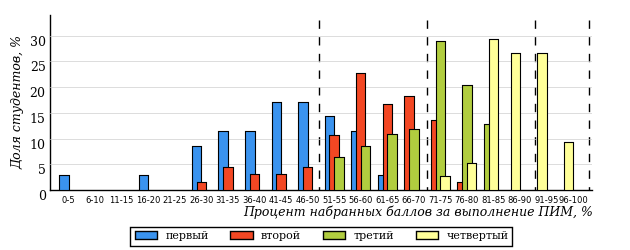 Доля студентов, %
30
25
20
15
10
5
0
0-5 6-10 11-15 16-20 21-25 26-30 31-35 36-40 41-45 46-50 51-55 56-60 61-65 66-70 71-75 76-80 81-85 86-90 91-95 96-100
Процент набранных баллов за выполнение ПИМ, %
первый второй третий четвертый